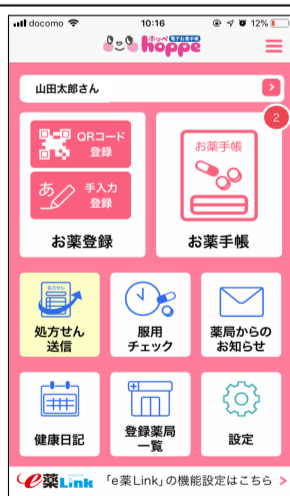 docomo 10:16 12%
ホッペ 電子お薬手帳
hoppe
山田太郎さん
2
QRコード
登録
あ 手入力
登録
お薬登録
お薬手帳
お薬手帳
処方せん
処方せん
送信
服用
チェック
薬局からの
お知らせ
健康日記
登録薬局
一覧
設定
e薬Link 「e薬Link」の機能設定はこちら >